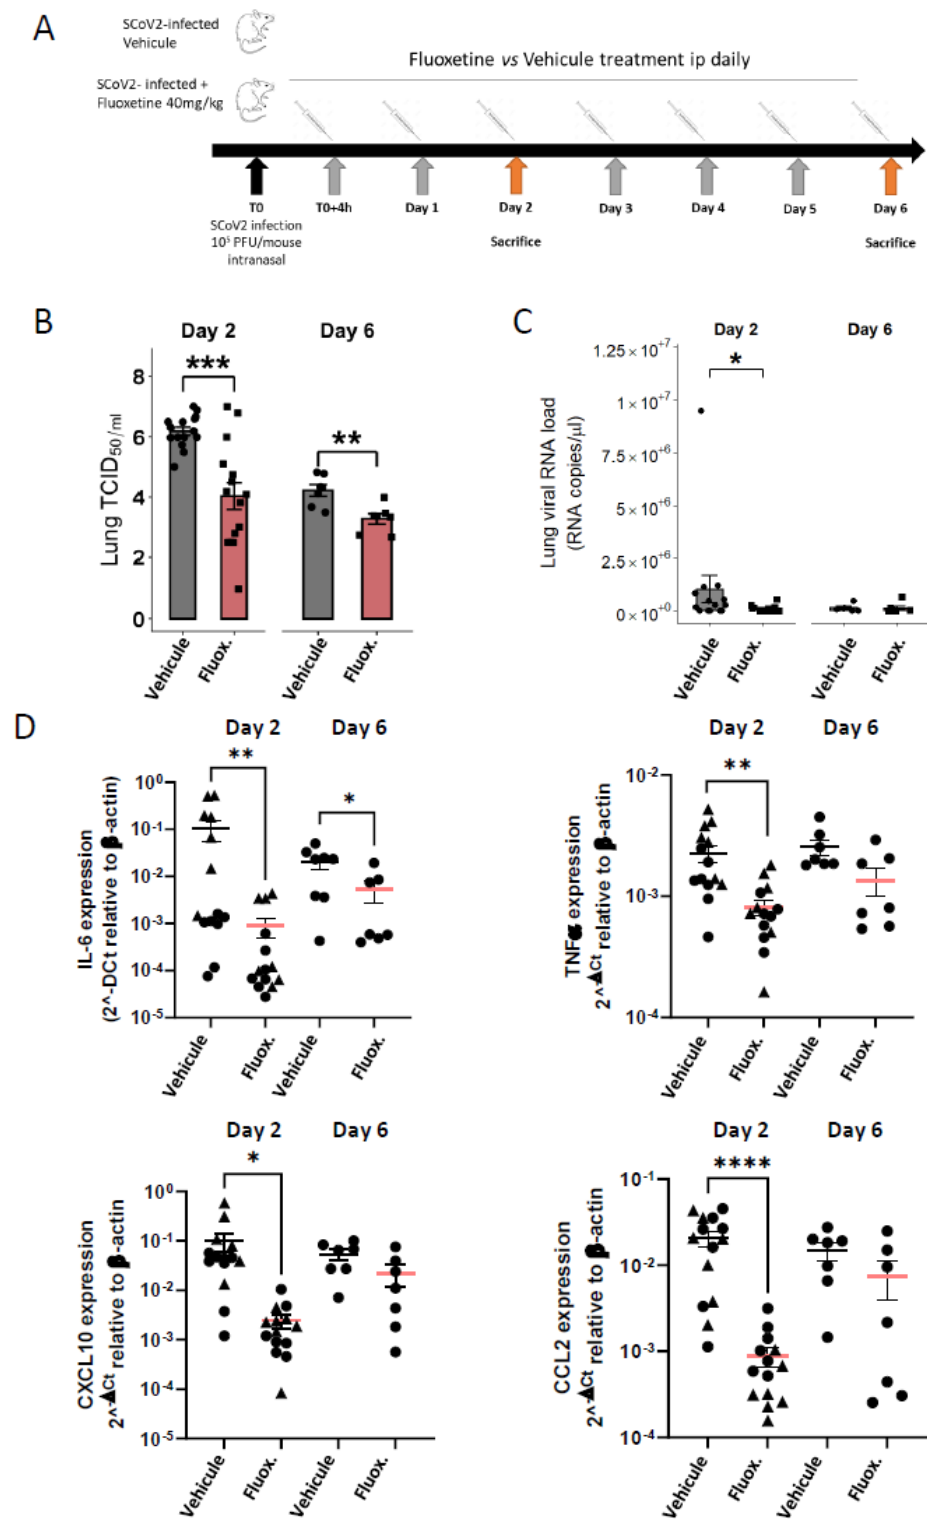 A
SCoV2-infected
Vehicule
SCoV2- infected +
Fluoxetine 40mg/kg
Fluoxetine vs Vehicule treatment ip daily
T0
T0+4h
Day 1
Day 2
Day 3
Day 4
Day 5
Day 6
SCoV2 infection
10⁵ PFU/mouse
intranasal
Sacrifice
Sacrifice
B
Day 2
Day 6
Lung TCID50/ml
8
6
4
2
0
***
**
Vehicule
Fluox.
Vehicule
Fluox.
C
Day 2
Day 6
Lung viral RNA load
(RNA copies/µl)
1.25 × 10⁺⁷
1 × 10⁺⁷
7.5 × 10⁺⁶
5 × 10⁺⁶
2.5 × 10⁺⁶
0 × 10⁺⁰
*
Vehicule
Fluox.
Vehicule
Fluox.
D
Day 2
Day 6
IL-6 expression
(2^-DCt relative to -actin)
10⁰
10⁻¹
10⁻²
10⁻³
10⁻⁴
10⁻⁵
**
*
Vehicule
Fluox.
Vehicule
Fluox.
Day 2
Day 6
TNF expression
2^-Ct relative to -actin
10⁻²
10⁻³
10⁻⁴
**
Vehicule
Fluox.
Vehicule
Fluox.
Day 2
Day 6
CXCL10 expression
2^-Ct relative to -actin
10⁰
10⁻¹
10⁻²
10⁻³
10⁻⁴
10⁻⁵
*
Vehicule
Fluox.
Vehicule
Fluox.
Day 2
Day 6
CCL2 expression
2^-Ct relative to -actin
10⁻¹
10⁻²
10⁻³
10⁻⁴
****
Vehicule
Fluox.
Vehicule
Fluox.